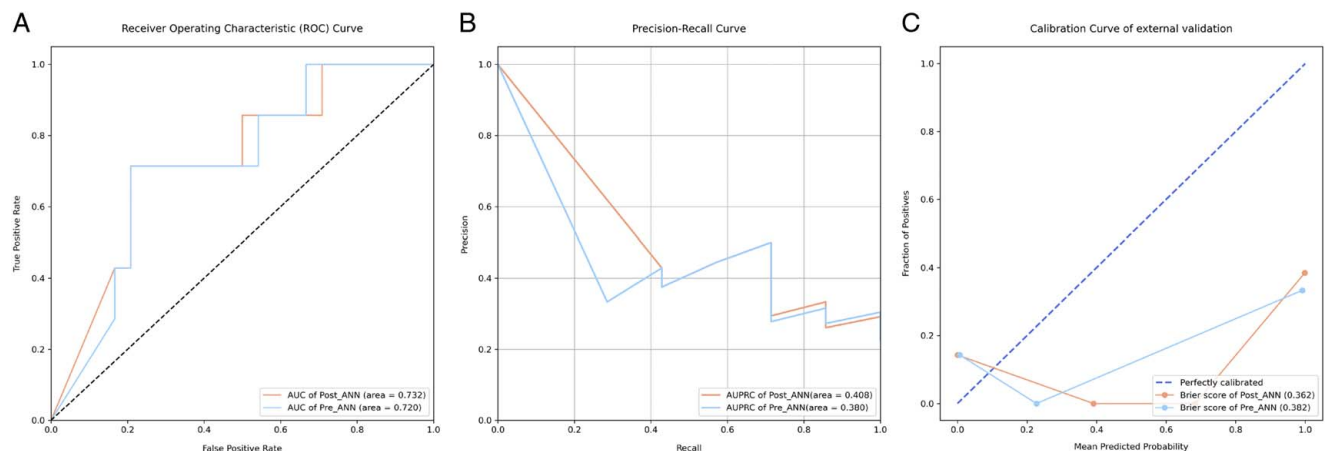 A
Receiver Operating Characteristic (ROC) Curve
True Positive Rate
1.0
0.8
0.6
0.4
0.2
0.0
0.0
0.2
0.4
0.6
0.8
1.0
False Positive Rate
AUC of Post_ANN (area = 0.732)
AUC of Pre_ANN (area = 0.720)
B
Precision-Recall Curve
Precision
1.0
0.8
0.6
0.4
0.2
0.0
0.0
0.2
0.4
0.6
0.8
1.0
Recall
AUPRC of Post_ANN(area = 0.408)
AUPRC of Pre_ANN(area = 0.380)
C
Calibration Curve of external validation
Fraction of Positives
1.0
0.8
0.6
0.4
0.2
0.0
0.0
0.2
0.4
0.6
0.8
1.0
Mean Predicted Probability
Perfectly calibrated
Brier score of Post_ANN (0.362)
Brier score of Pre_ANN (0.382)